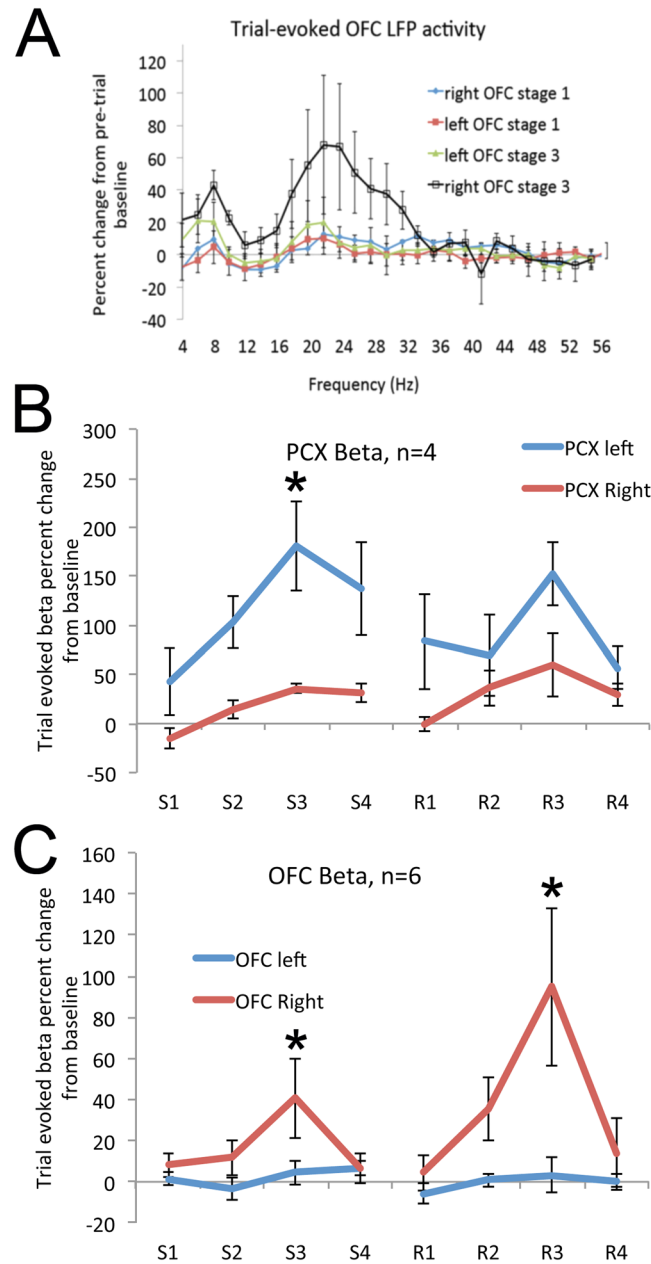 A
Trial-evoked OFC LFP activity
Percent change from pre-trial
baseline
120
100
80
60
40
20
0
-20
-40
right OFC stage 1
left OFC stage 1
left OFC stage 3
right OFC stage 3
4 8 12 16 20 24 28 32 36 40 44 48 52 56
Frequency (Hz)
B
Trial evoked beta percent change
from baseline
300
250
200
150
100
50
0
-50
PCX Beta, n=4
PCX left
PCX Right
*
S1 S2 S3 S4 R1 R2 R3 R4
C
Trial evoked beta percent change
from baseline
160
140
120
100
80
60
40
20
0
-20
OFC Beta, n=6
OFC left
OFC Right
*
*
S1 S2 S3 S4 R1 R2 R3 R4